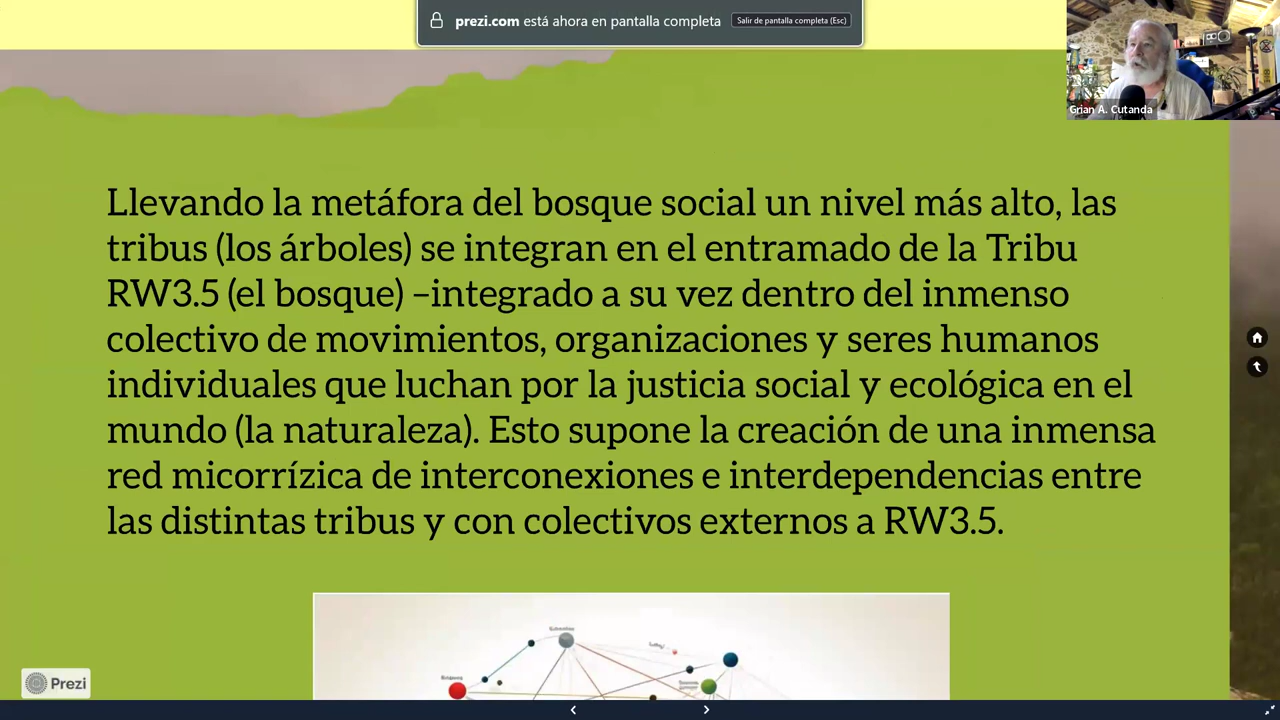 prezi.com está ahora en pantalla completa
Salir de pantalla completa (Esc)
Grian A. Cutanda
Llevando la metáfora del bosque social un nivel más alto, las
tribus (los árboles) se integran en el entramado de la Tribu
RW3.5 (el bosque) –integrado a su vez dentro del inmenso
colectivo de movimientos, organizaciones y seres humanos
individuales que luchan por la justicia social y ecológica en el
mundo (la naturaleza). Esto supone la creación de una inmensa
red micorrízica de interconexiones e interdependencias entre
las distintas tribus y con colectivos externos a RW3.5.
Prezi